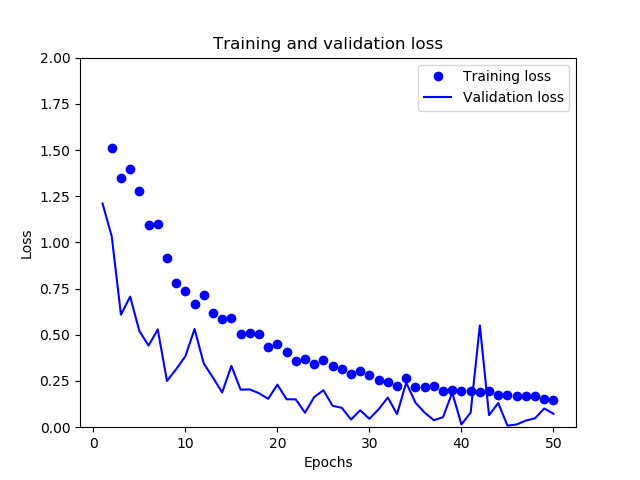 Training and validation loss
2.00
1.75
1.50
1.25
1.00
0.75
0.50
0.25
0.00
Loss
Training loss
Validation loss
0 10 20 30 40 50
Epochs